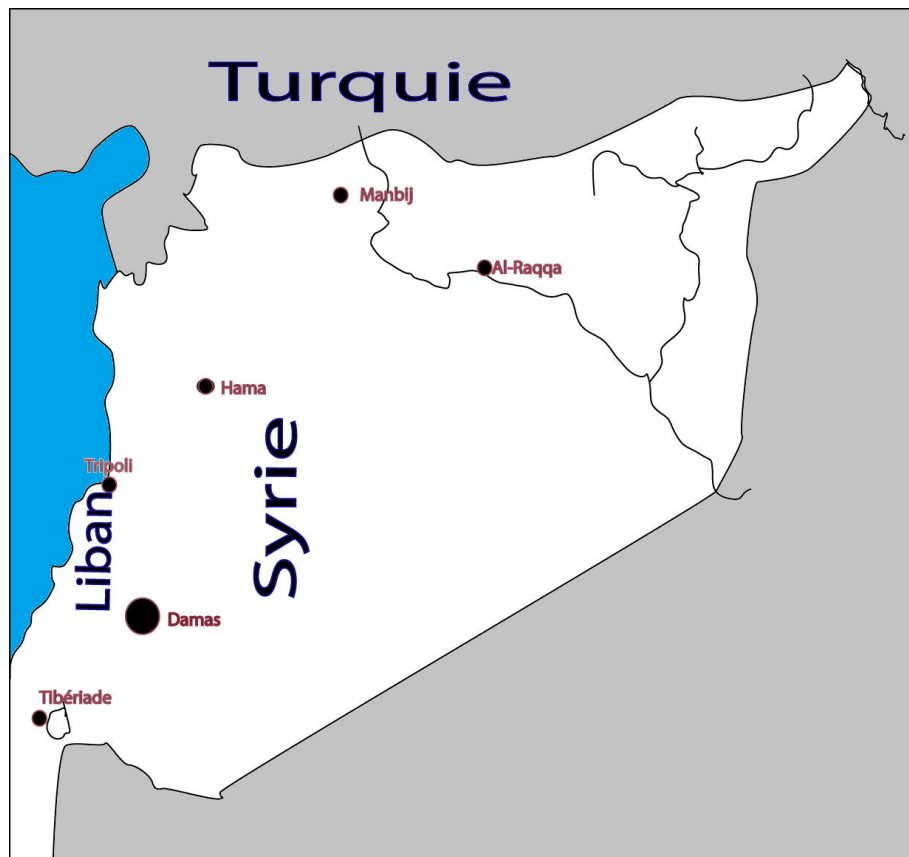 Turquie
Manbij
Al-Raqqa
Hama
Tripoli
Liban
Syrie
Damas
Tibériade